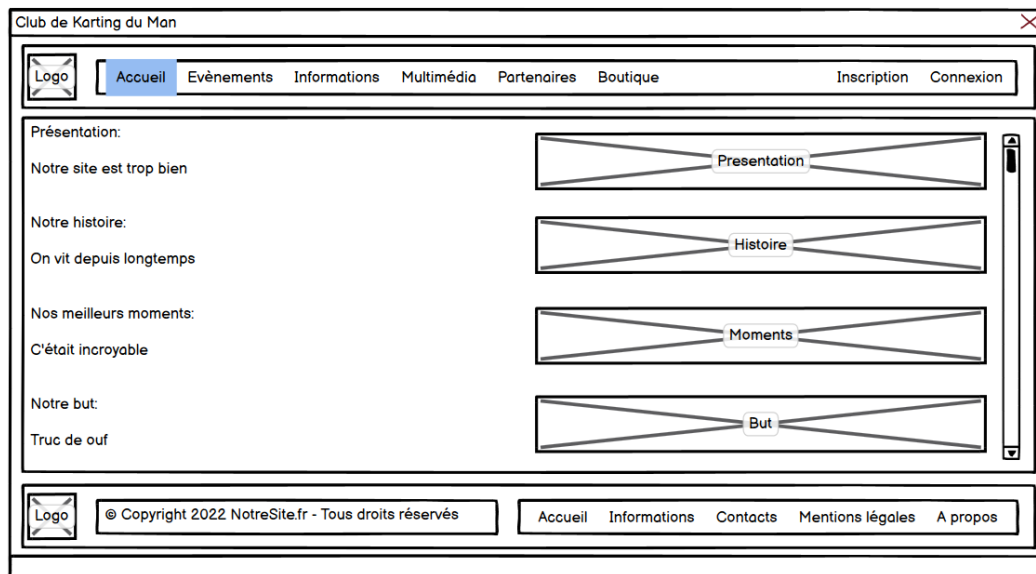 Club de Karting du Man
Logo
Accueil Evènements Informations Multimédia Partenaires Boutique Inscription Connexion
Présentation:
Notre site est trop bien
Presentation
Notre histoire:
On vit depuis longtemps
Histoire
Nos meilleurs moments:
C'était incroyable
Moments
Notre but:
Truc de ouf
But
Logo
© Copyright 2022 NotreSite.fr - Tous droits réservés
Accueil Informations Contacts Mentions légales A propos